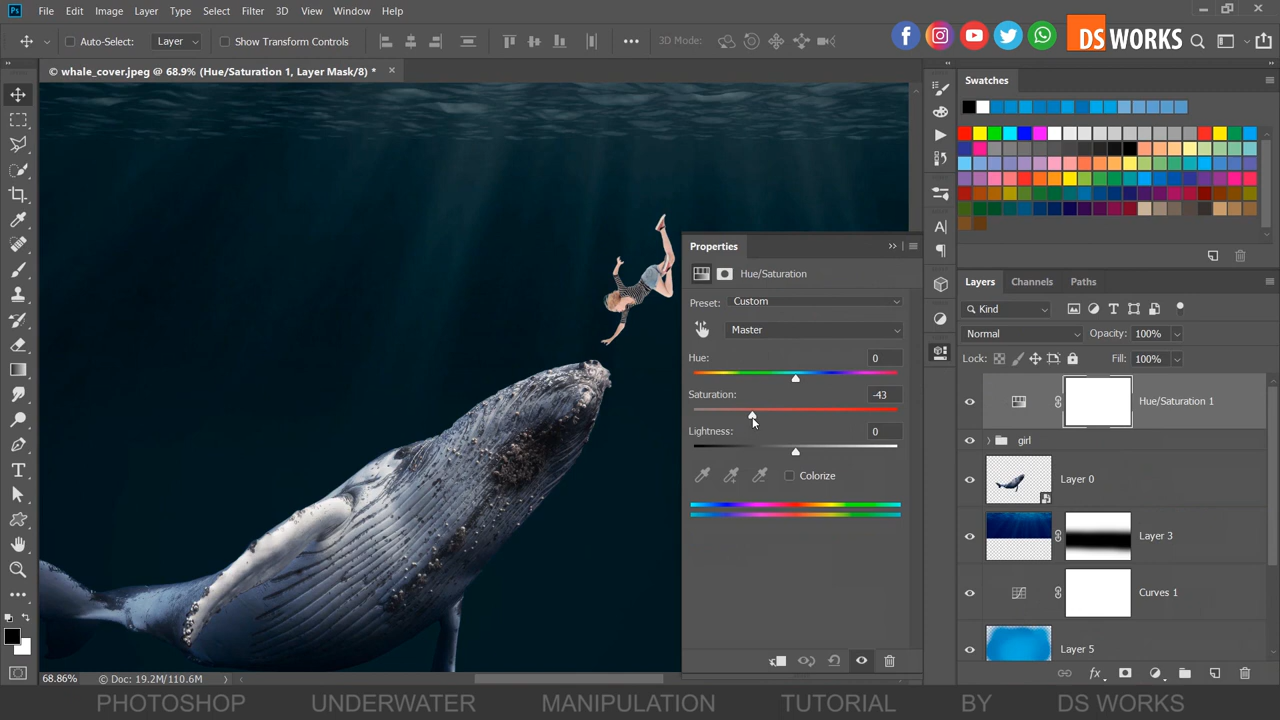 Ps File Edit Image Layer Type Select Filter 3D View Window Help
Auto-Select: Layer Show Transform Controls 3D Mode: DS WORKS
© whale_cover.jpeg @ 68.9% (Hue/Saturation 1, Layer Mask/8) *
Swatches
Properties
Hue/Saturation
Preset: Custom
Master
Hue: 0
Saturation: -43
Lightness: 0
Colorize
Layers Channels Paths
Kind
Normal Opacity: 100%
Lock: Fill: 100%
Hue/Saturation 1
girl
Layer 0
Layer 3
Curves 1
Layer 5
fx
68.86% © Doc: 19.2M/110.6M
PHOTOSHOP UNDERWATER MANIPULATION TUTORIAL BY DS WORKS